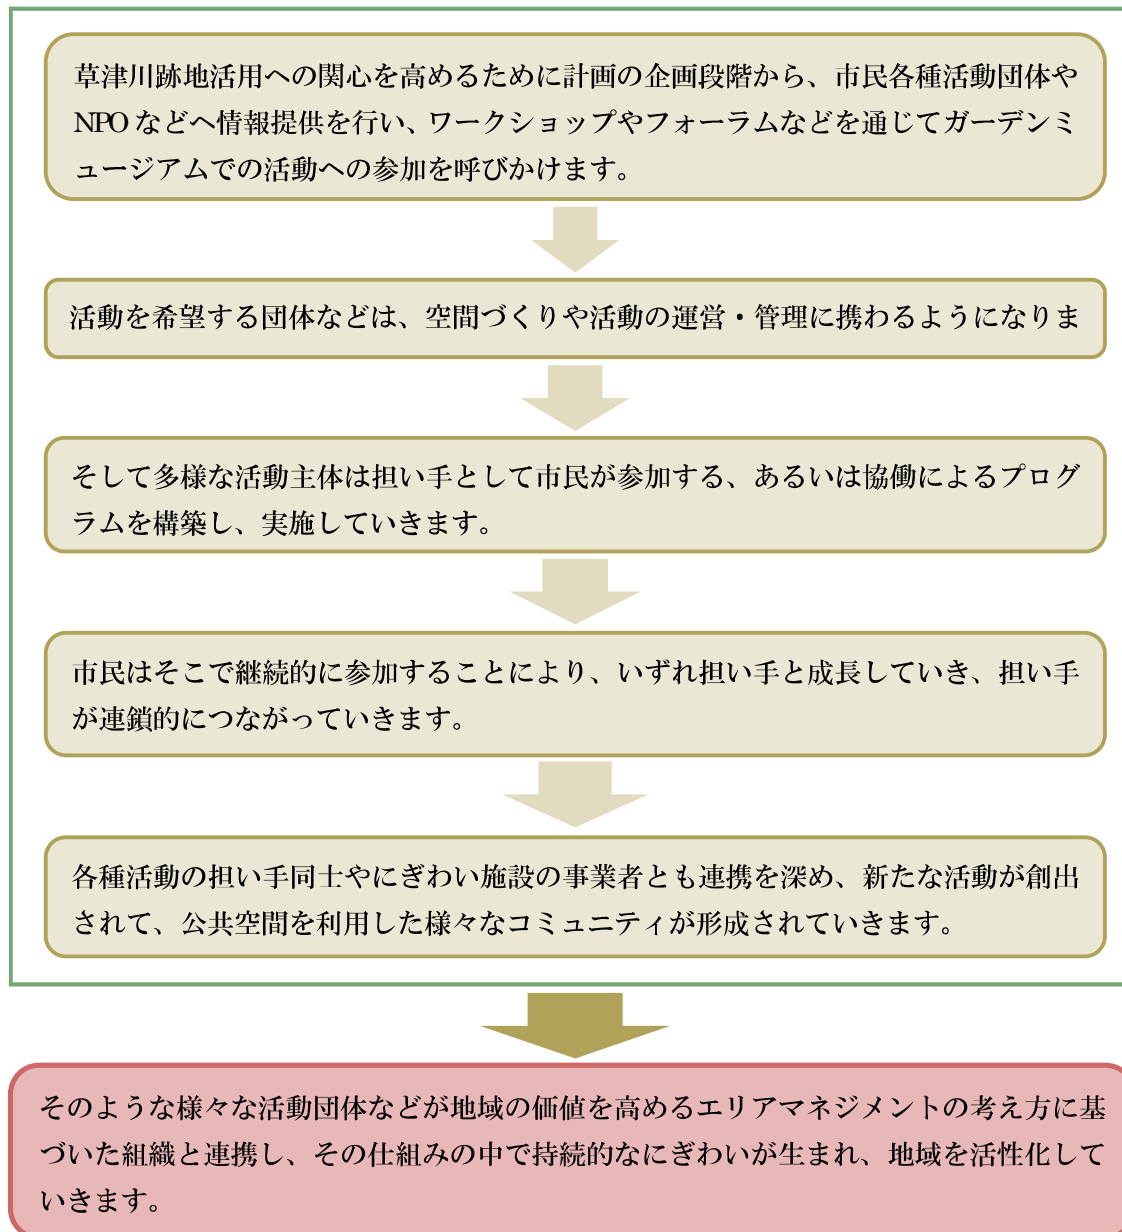 草津川跡地活用への関心を高めるために計画の企画段階から、市民各種活動団体や
NPO などへ情報提供を行い、ワークショップやフォーラムなどを通じてガーデンミ
ュージアムでの活動への参加を呼びかけます。
活動を希望する団体などは、空間づくりや活動の運営・管理に携わるようになりま
そして多様な活動主体は担い手として市民が参加する、あるいは協働によるプログ
ラムを構築し、実施していきます。
市民はそこで継続的に参加することにより、いずれ担い手と成長していき、担い手
が連鎖的につながっていきます。
各種活動の担い手同士やにぎわい施設の事業者とも連携を深め、新たな活動が創出
されて、公共空間を利用した様々なコミュニティが形成されていきます。
そのような様々な活動団体などが地域の価値を高めるエリアマネジメントの考え方に基
づいた組織と連携し、その仕組みの中で持続的なにぎわいが生まれ、地域を活性化して
いきます。